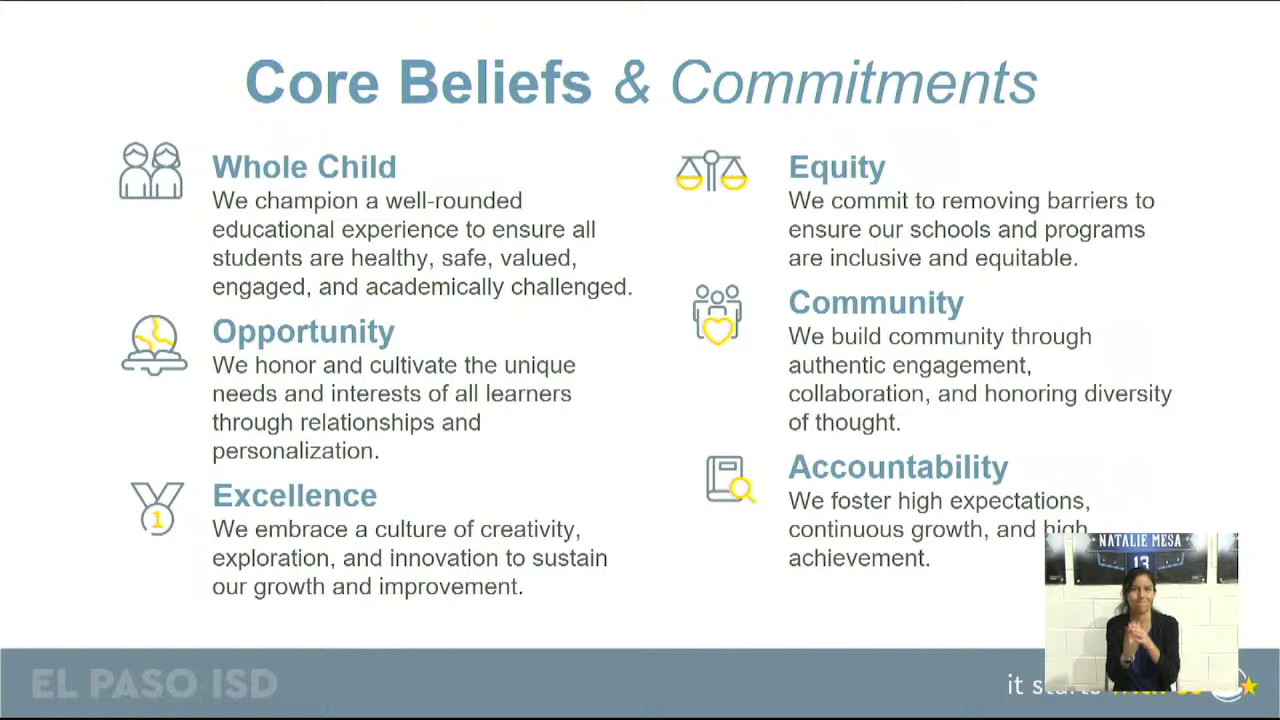 Core Beliefs & Commitments
Whole Child
We champion a well-rounded
educational experience to ensure all
students are healthy, safe, valued,
engaged, and academically challenged.
Opportunity
We honor and cultivate the unique
needs and interests of all learners
through relationships and
personalization.
1
Excellence
We embrace a culture of creativity,
exploration, and innovation to sustain
our growth and improvement.
Equity
We commit to removing barriers to
ensure our schools and programs
are inclusive and equitable.
Community
We build community through
authentic engagement,
collaboration, and honoring diversity
of thought.
Accountability
We foster high expectations,
continuous growth, and high
achievement.
NATALIE MESA
13
EL PASO ISD
it starts